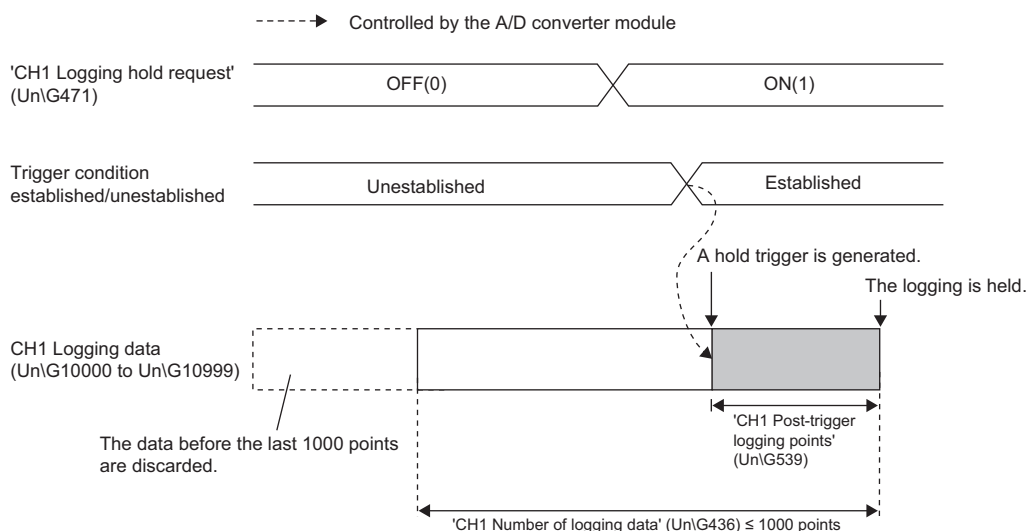 Controlled by the A/D converter module
'CH1 Logging hold request'
(Un\G471)
OFF(0)
ON(1)
Trigger condition
established/unestablished
Unestablished
Established
A hold trigger is generated.
The logging is held.
CH1 Logging data
(Un\G10000 to Un\G10999)
'CH1 Post-trigger
logging points'
(Un\G539)
The data before the last 1000 points
are discarded.
'CH1 Number of logging data' (Un\G436) ≤ 1000 points